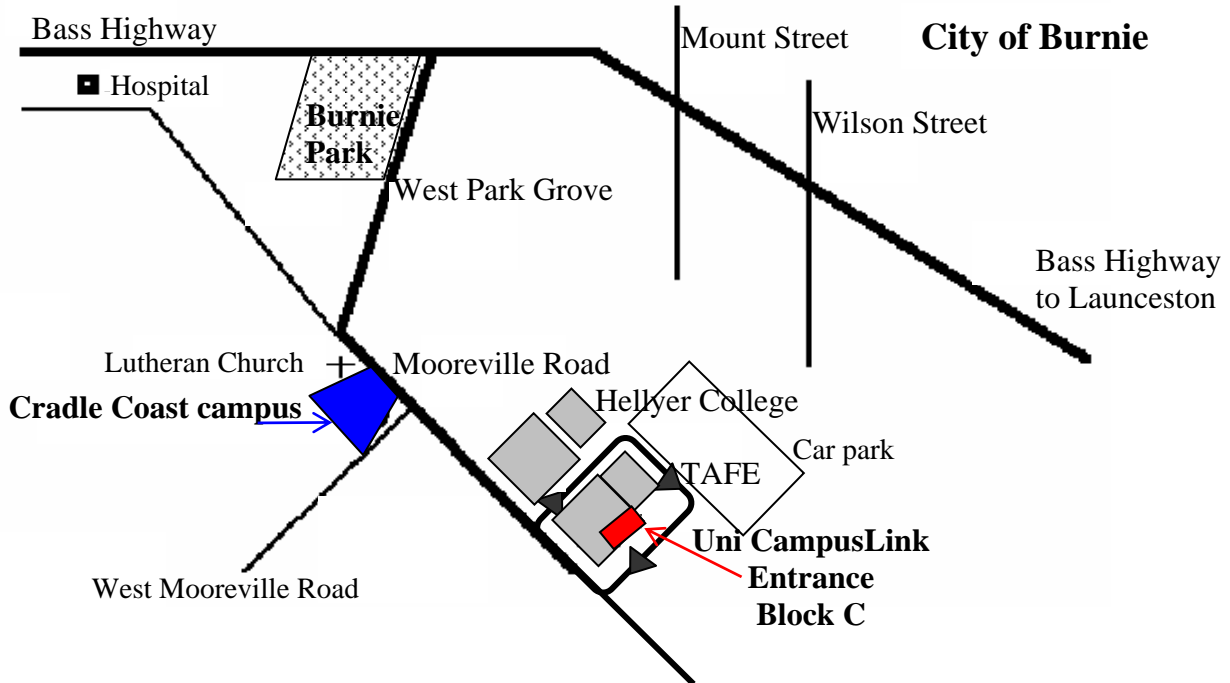 Bass Highway
Mount Street
City of Burnie
Hospital
Burnie
Park
Wilson Street
West Park Grove
Bass Highway
to Launceston
Lutheran Church
Mooreville Road
Cradle Coast campus
Hellyer College
Car park
TAFE
Uni CampusLink
Entrance
Block C
West Mooreville Road